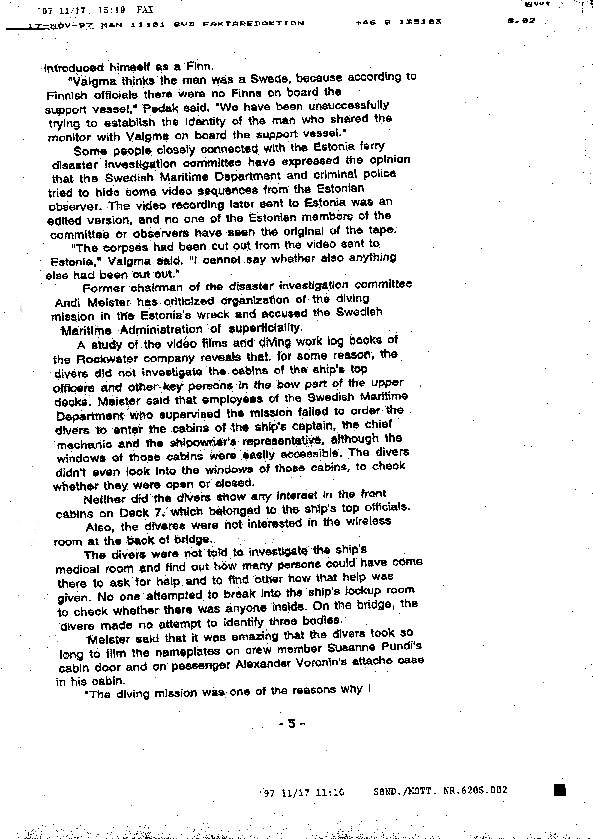 '97 11/17 15:19 FAX
17-NOV-97 MAN 11:01 SVD FAKTAREDAKTION +46 8 135183 S.02
introduced himself as a Finn.
"Valgma thinks the man was a Swede, because according to
Finnish officials there were no Finns on board the
support vessel," Pedak said. "We have been unsuccessfully
trying to establish the identity of the man who shared the
monitor with Valgma on board the support vessel."
Some people closely connected with the Estonia ferry
disaster investigation committee have expressed the opinion
that the Swedish Maritime Department and criminal police
tried to hide some video sequences from the Estonian
observer. The video recording later sent to Estonia was an
edited version, and no one of the Estonian members of the
committee or observers have seen the original of the tape.
"The corpses had been cut out from the video sent to
Estonia," Valgma said. "I cannot say whether also anything
else had been cut out."
Former chairman of the disaster investigation committee
Andi Meister has criticized organization of the diving
mission in the Estonia's wreck and accused the Swedish
Maritime Administration of superficiality.
A study of the video films and diving work log books of
the Rockwater company reveals that, for some reason, the
divers did not investigate the cabins of the ship's top
officers and other key persons in the bow part of the upper
decks. Meister said that employees of the Swedish Maritime
Department who supervised the mission failed to order the
divers to enter the cabins of the ship's captain, the chief
mechanic and the shipowner's representative, although the
windows of those cabins were easily accessible. The divers
didn't even look into the windows of those cabins, to check
whether they were open or closed.
Neither did the divers show any interest in the front
cabins on Deck 7, which belonged to the ship's top officials.
Also, the diveres were not interested in the wireless
room at the back of bridge.
The divers were not told to investigate the ship's
medical room and find out how many persons could have come
there to ask for help and to find other how that help was
given. No one attempted to break into the ship's lockup room
to check whether there was anyone inside. On the bridge, the
divers made no attempt to identify three bodies.
Meister said that it was amazing that the divers took so
long to film the nameplates on crew member Susanne Pundi's
cabin door and on passenger Alexander Voronin's attache case
in his cabin.
"The diving mission was one of the reasons why I
- 3 -
'97 11/17 11:10 SÄND./MOTT. NR.6205.002